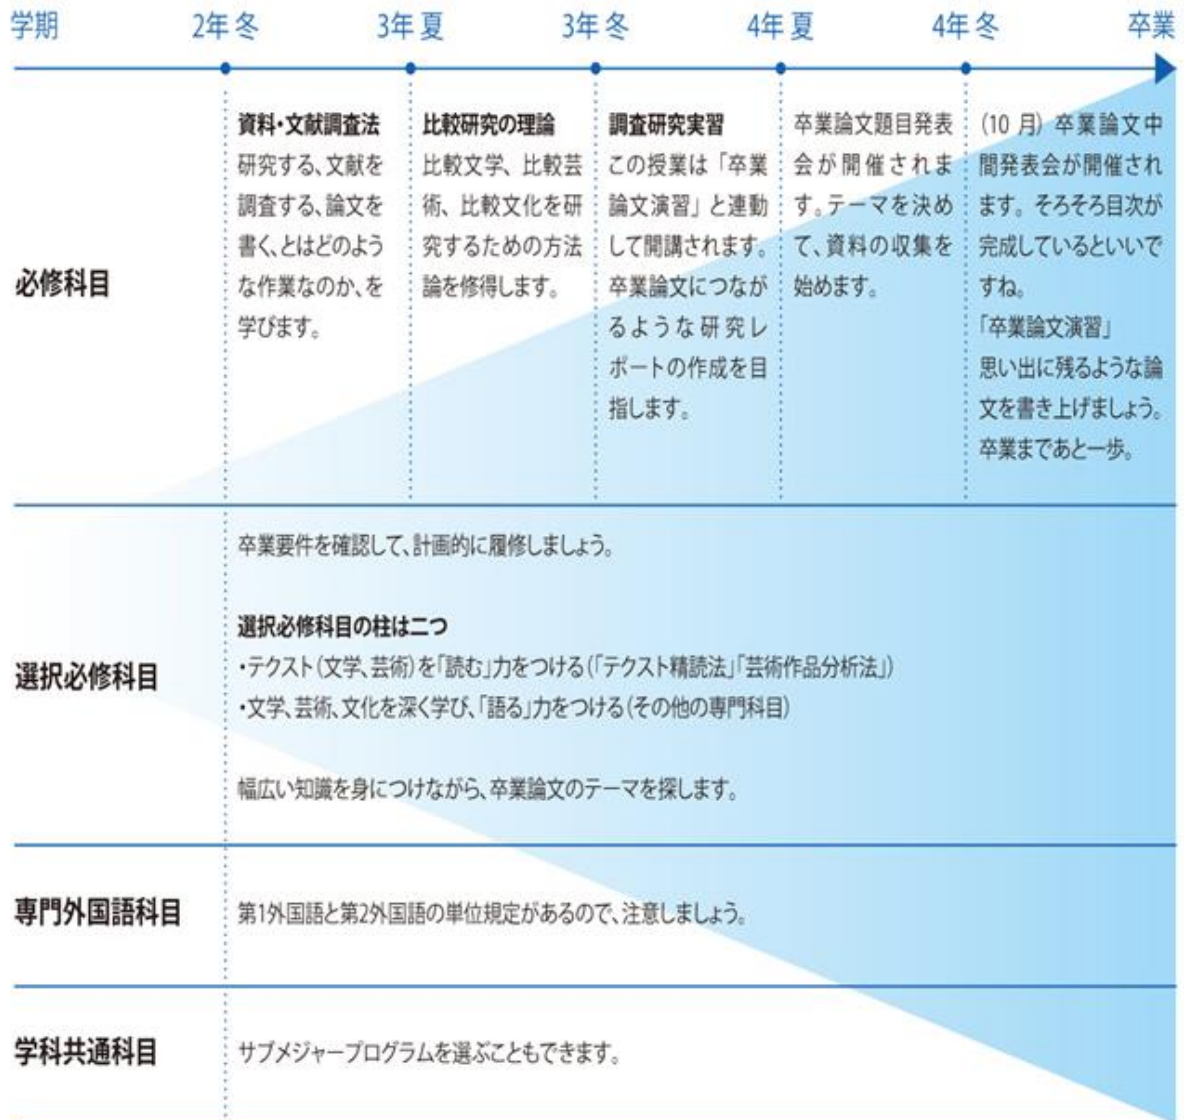 学期 2年冬 3年夏 3年冬 4年夏 4年冬 卒業
必修科目
資料・文献調査法
研究する、文献を
調査する、論文を
書く、とはどのよう
な作業なのか、を
学びます。
比較研究の理論
比較文学、比較芸
術、比較文化を研
究するための方法
論を修得します。
調査研究実習
この授業は「卒業
論文演習」と連動
して開講されます。
卒業論文につなが
るような研究レ
ポートの作成を目
指します。
卒業論文題目発表
会が開催されま
す。テーマを決め
て、資料の収集を
始めます。
(10 月) 卒業論文中
間発表会が開催され
ます。そろそろ目次が
完成しているといいで
すね。
「卒業論文演習」
思い出に残るような論
文を書き上げましょう。
卒業まであと一歩。
選択必修科目
卒業要件を確認して、計画的に履修しましょう。
選択必修科目の柱は二つ
・テクスト(文学、芸術)を「読む」力をつける(「テクスト精読法」「芸術作品分析法」)
・文学、芸術、文化を深く学び、「語る」力をつける(その他の専門科目)
幅広い知識を身につけながら、卒業論文のテーマを探します。
専門外国語科目
第1外国語と第2外国語の単位規定があるので、注意しましょう。
学科共通科目
サブメジャープログラムを選ぶこともできます。